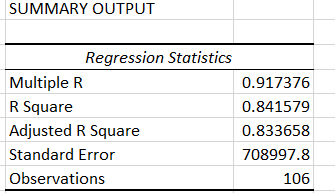 SUMMARY OUTPUT
Regression Statistics
Multiple R 0.917376
R Square 0.841579
Adjusted R Square 0.833658
Standard Error 708997.8
Observations 106